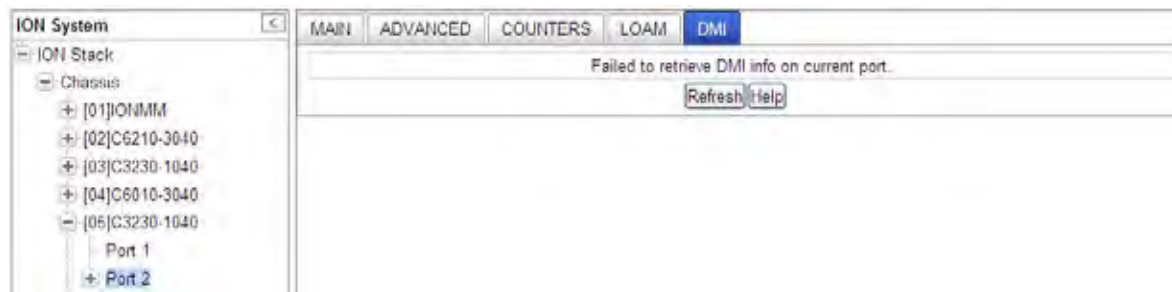 ION System
<
ION Stack
Chassis
[01]IONMM
[02]C6210-3040
[03]C3230-1040
[04]C6010-3040
[05]C3230-1040
Port 1
Port 2
MAIN ADVANCED COUNTERS LOAM DMI
Failed to retrieve DMI info on current port.
Refresh Help